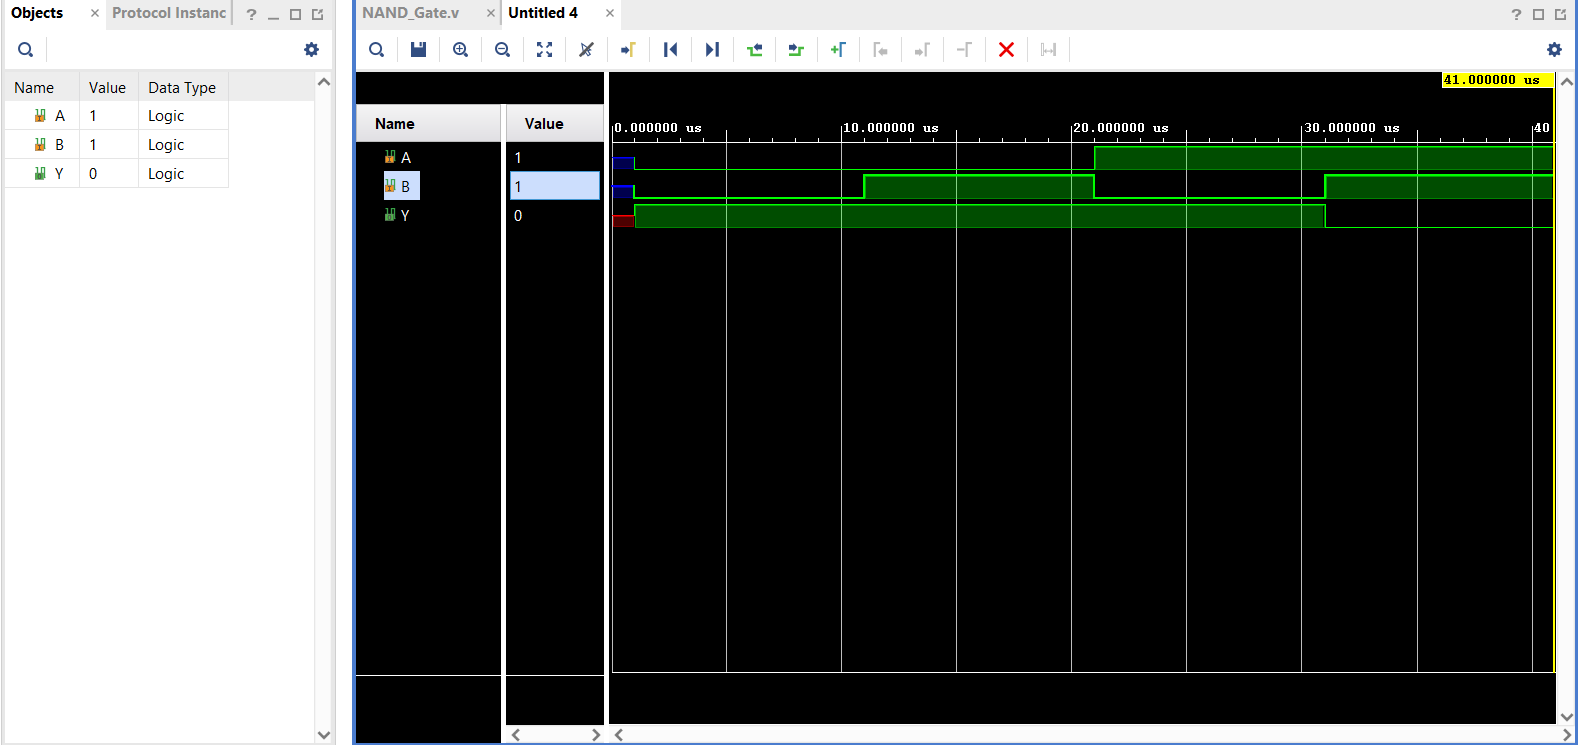 Objects × Protocol Instanc ? NAND_Gate.v × Untitled 4 × ?
Name Value Data Type
A 1 Logic
B 1 Logic
Y 0 Logic
41.000000 us
Name Value
0.000000 us 10.000000 us 20.000000 us 30.000000 us 40
A 1
B 1
Y 0